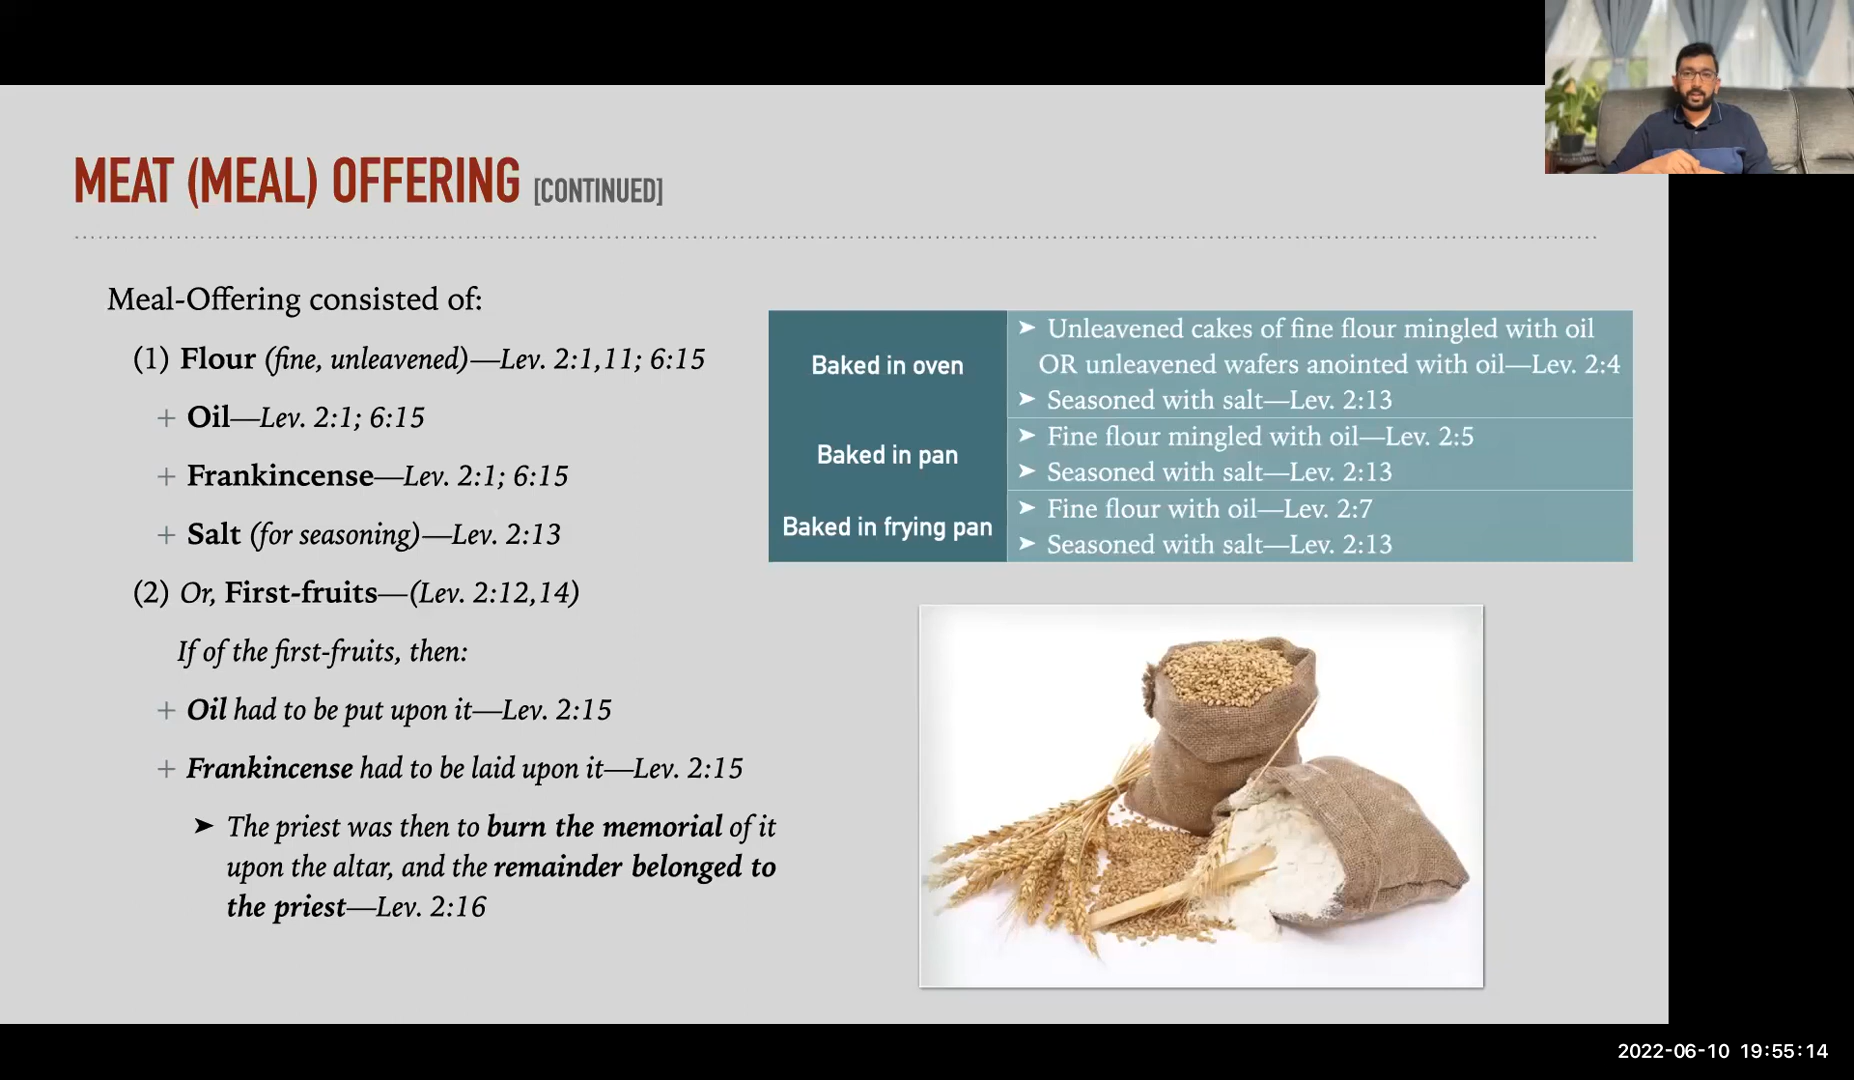 MEAT (MEAL) OFFERING [CONTINUED]
Meal-Offering consisted of:
(1) Flour (fine, unleavened)—Lev. 2:1,11; 6:15
+ Oil—Lev. 2:1; 6:15
+ Frankincense—Lev. 2:1; 6:15
+ Salt (for seasoning)—Lev. 2:13
(2) Or, First-fruits—(Lev. 2:12,14)
If of the first-fruits, then:
+ Oil had to be put upon it—Lev. 2:15
+ Frankincense had to be laid upon it—Lev. 2:15
➤ The priest was then to burn the memorial of it
upon the altar, and the remainder belonged to
the priest—Lev. 2:16
Baked in oven
➤ Unleavened cakes of fine flour mingled with oil
OR unleavened wafers anointed with oil—Lev. 2:4
➤ Seasoned with salt—Lev. 2:13
Baked in pan
➤ Fine flour mingled with oil—Lev. 2:5
➤ Seasoned with salt—Lev. 2:13
Baked in frying pan
➤ Fine flour with oil—Lev. 2:7
➤ Seasoned with salt—Lev. 2:13
2022-06-10 19:55:14